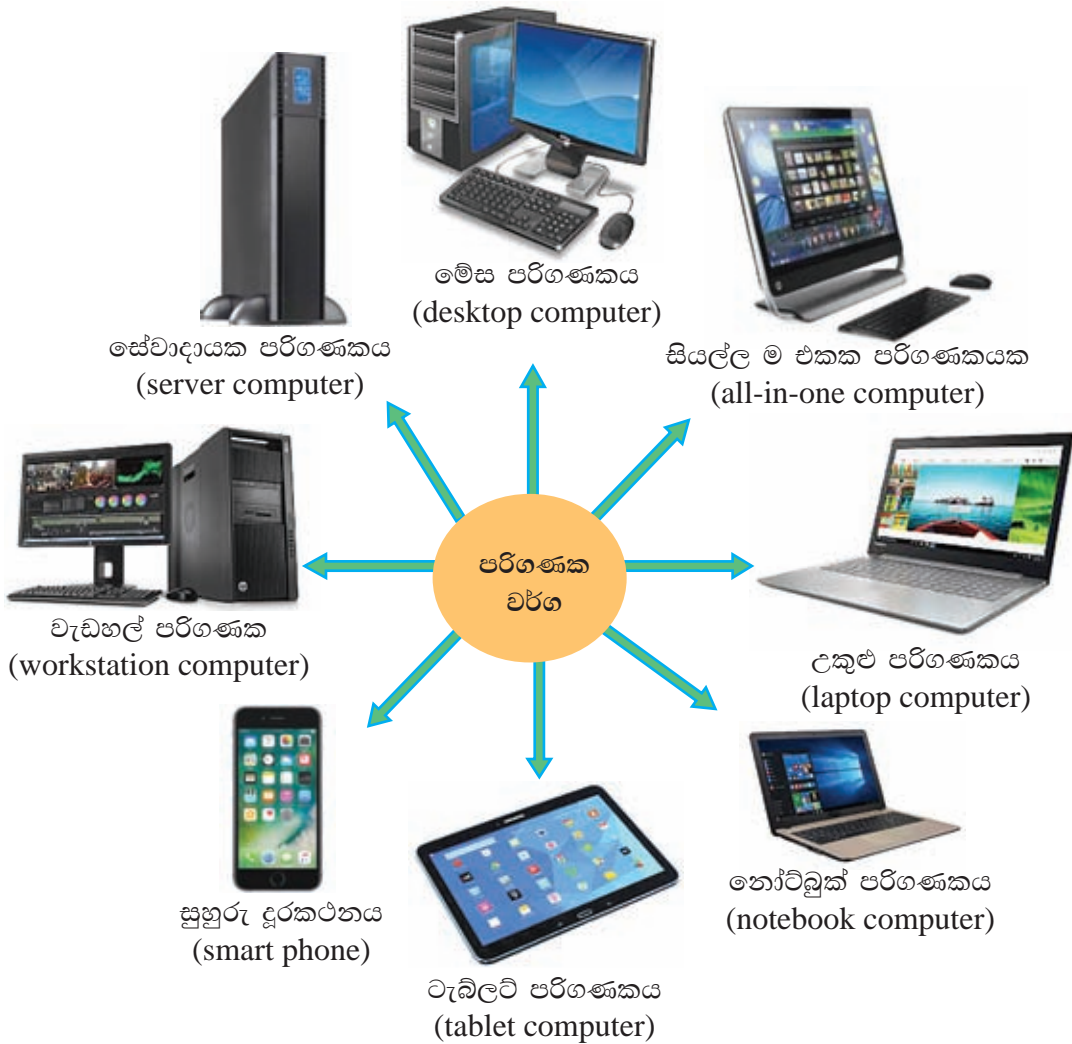 මේස පරිගණකය
(desktop computer)
සේවාදායක පරිගණකය
(server computer)
සියල්ල ම එකක පරිගණකයක
(all-in-one computer)
වැඩහල් පරිගණක
(workstation computer)
පරිගණක
වර්ග
උකුළු පරිගණකය
(laptop computer)
සුහුරු දූරකථනය
(smart phone)
නෝට්බුක් පරිගණකය
(notebook computer)
ටැබ්ලට් පරිගණකය
(tablet computer)